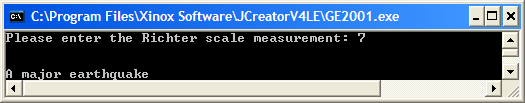 C:\Program Files\Xinox Software\JCreatorV4LE\GE2001.exe
Please enter the Richter scale measurement: 7
A major earthquake